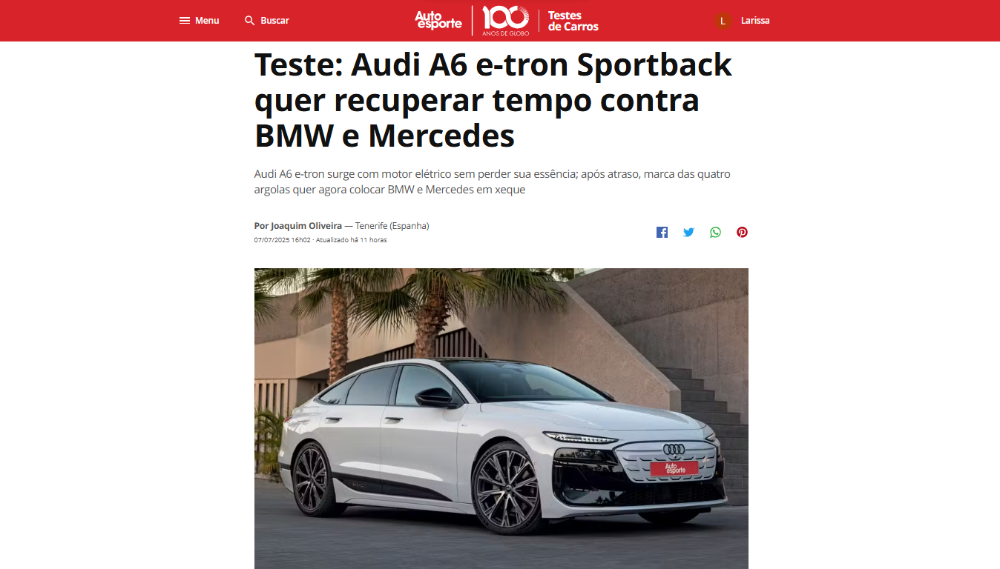 Menu
Buscar
Auto esporte
100
ANOS DE GLOBO
Testes
de Carros
L
Larissa
Teste: Audi A6 e-tron Sportback
quer recuperar tempo contra
BMW e Mercedes
Audi A6 e-tron surge com motor elétrico sem perder sua essência; após atraso, marca das quatro
argolas quer agora colocar BMW e Mercedes em xeque
Por Joaquim Oliveira — Tenerife (Espanha)
07/07/2025 16h02 · Atualizado há 11 horas
Auto
esporte